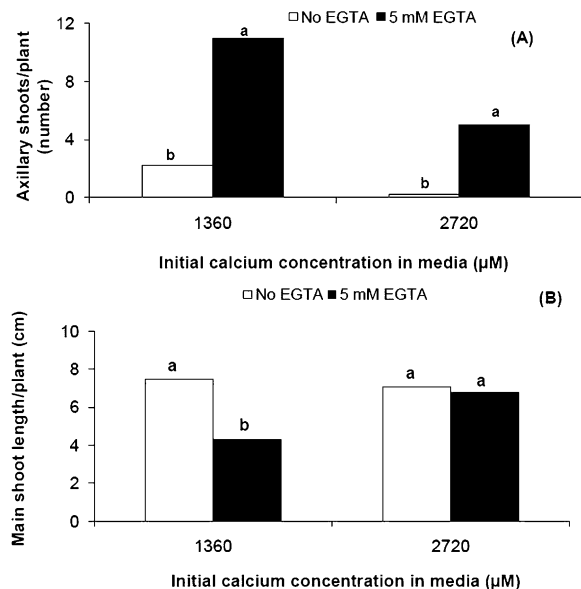 No EGTA 5 mM EGTA
(A)
Axillary shoots/plant
(number)
12
8
4
0
b
a
b
a
1360 2720
Initial calcium concentration in media (µM)
No EGTA 5 mM EGTA
(B)
Main shoot length/plant (cm)
10
8
6
4
2
0
a
b
a
a
1360 2720
Initial calcium concentration in media (µM)